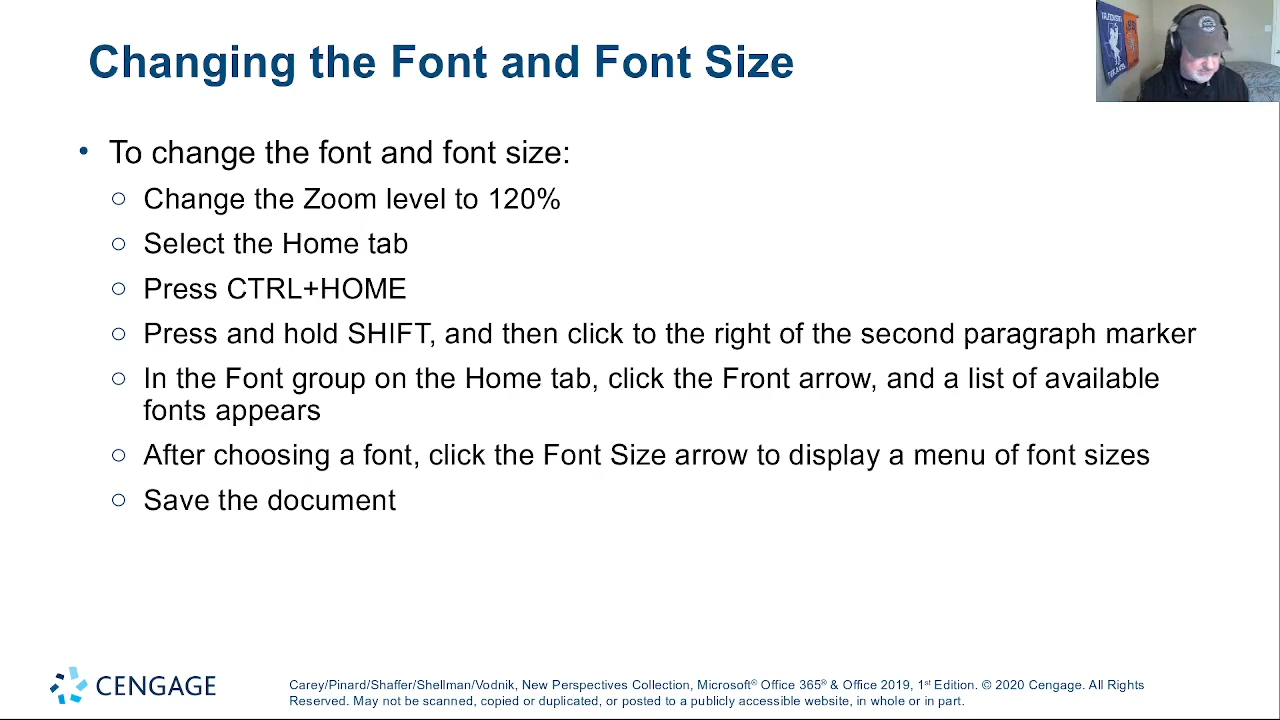 Changing the Font and Font Size
• To change the font and font size:
○ Change the Zoom level to 120%
○ Select the Home tab
○ Press CTRL+HOME
○ Press and hold SHIFT, and then click to the right of the second paragraph marker
○ In the Font group on the Home tab, click the Front arrow, and a list of available
fonts appears
○ After choosing a font, click the Font Size arrow to display a menu of font sizes
○ Save the document
CENGAGE
Carey/Pinard/Shaffer/Shellman/Vodnik, New Perspectives Collection, Microsoft® Office 365® & Office 2019, 1st Edition. © 2020 Cengage. All Rights
Reserved. May not be scanned, copied or duplicated, or posted to a publicly accessible website, in whole or in part.